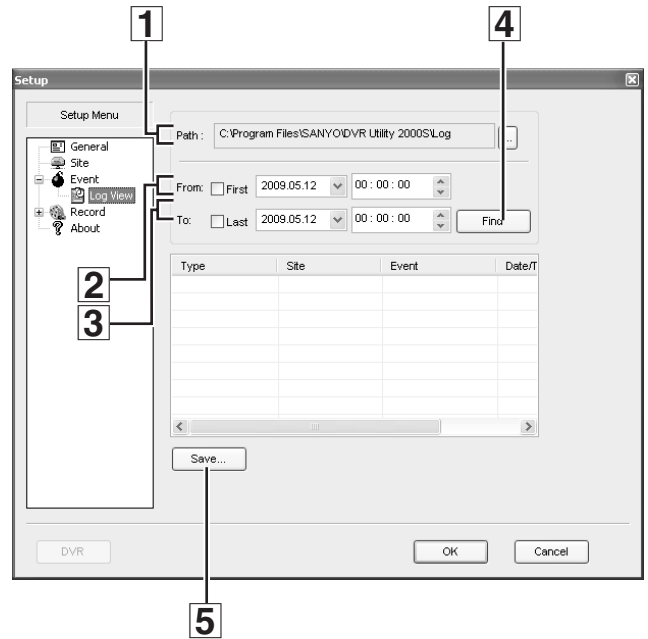 1
4
Setup
Setup Menu
General
Site
Event
Log View
Record
About
Path : C:\Program Files\SANYO\DVR Utility 2000S\Log ...
From: First 2009.05.12 00 : 00 : 00
To: Last 2009.05.12 00 : 00 : 00 Find
2
3
Type Site Event Date/T
Save...
DVR OK Cancel
5